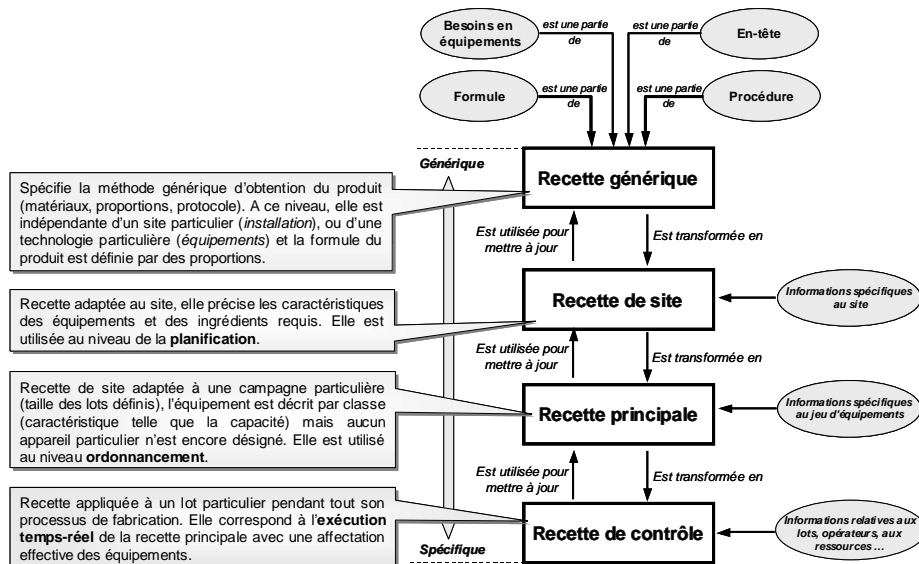 Besoins en
équipements
est une partie
de
est une partie
de
En-tête
Formule
est une partie
de
est une partie
de
Procédure
Générique
Recette générique
Spécifie la méthode générique d'obtention du produit
(matériaux, proportions, protocole). A ce niveau, elle est
indépendante d'un site particulier (installation), ou d'une
technologie particulière (équipements) et la formule du
produit est définie par des proportions.
Est utilisée pour
mettre à jour
Est transformée en
Recette adaptée au site, elle précise les caractéristiques
des équipements et des ingrédients requis. Elle est
utilisée au niveau de la planification.
Recette de site
Informations spécifiques
au site
Est utilisée pour
mettre à jour
Est transformée en
Recette de site adaptée à une campagne particulière
(taille des lots définis), l'équipement est décrit par classe
(caractéristique telle que la capacité) mais aucun
appareil particulier n'est encore désigné. Elle est utilisé
au niveau ordonnancement.
Recette principale
Informations spécifiques
au jeu d'équipements
Est utilisée pour
mettre à jour
Est transformée en
Recette appliquée à un lot particulier pendant tout son
processus de fabrication. Elle correspond à l'exécution
temps-réel de la recette principale avec une affectation
effective des équipements.
Recette de contrôle
Informations relatives aux
lots, opérateurs, aux
ressources ...
Spécifique